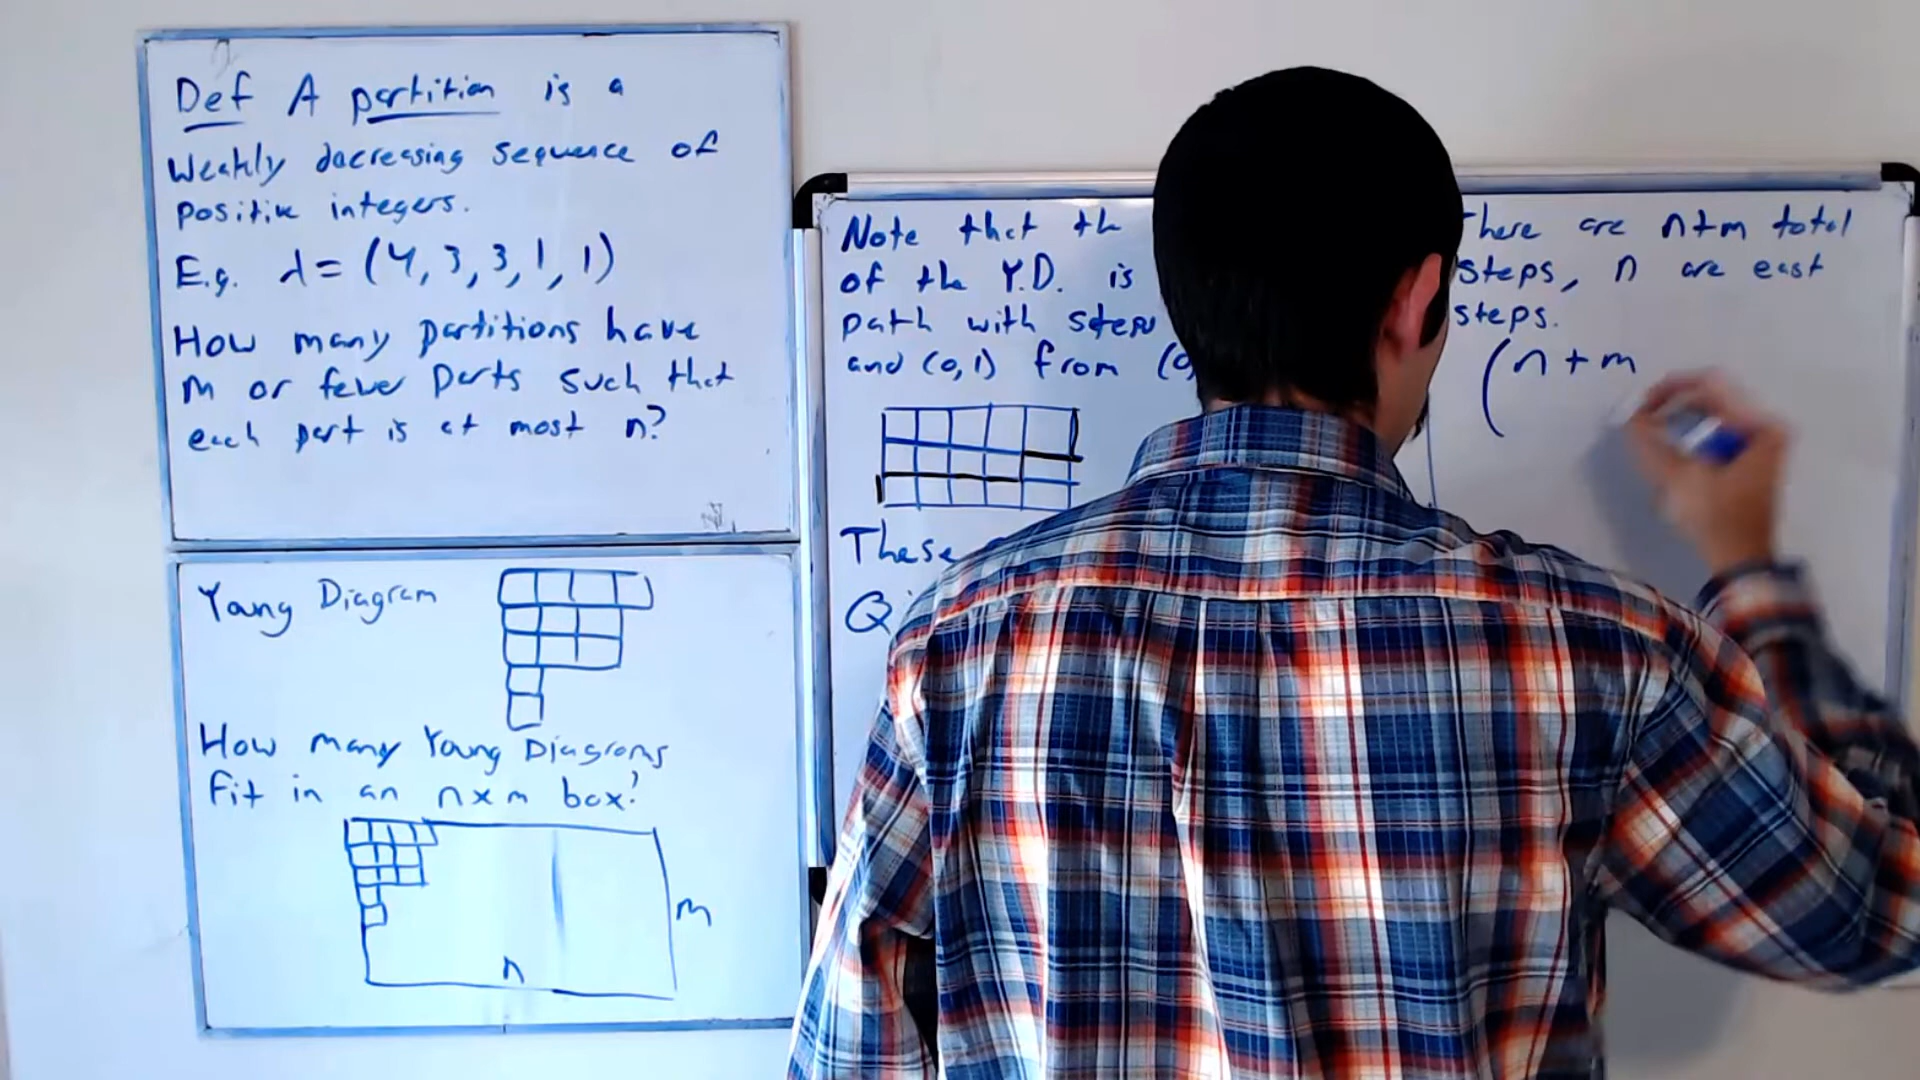 Def A partition is a
Weakly decreasing sequence of
positive integers.
E.g. λ = (4, 3, 3, 1, 1)
How many partitions have
m or fewer parts such that
each part is at most n?
Young Diagram
How many Young Diagrams
fit in an n x m box?
m
n
Note that th
of the Y.D. is
path with steps
and (0,1) from (0,
These
Q:
there are n+m total
steps, n are east
steps.
(n + m